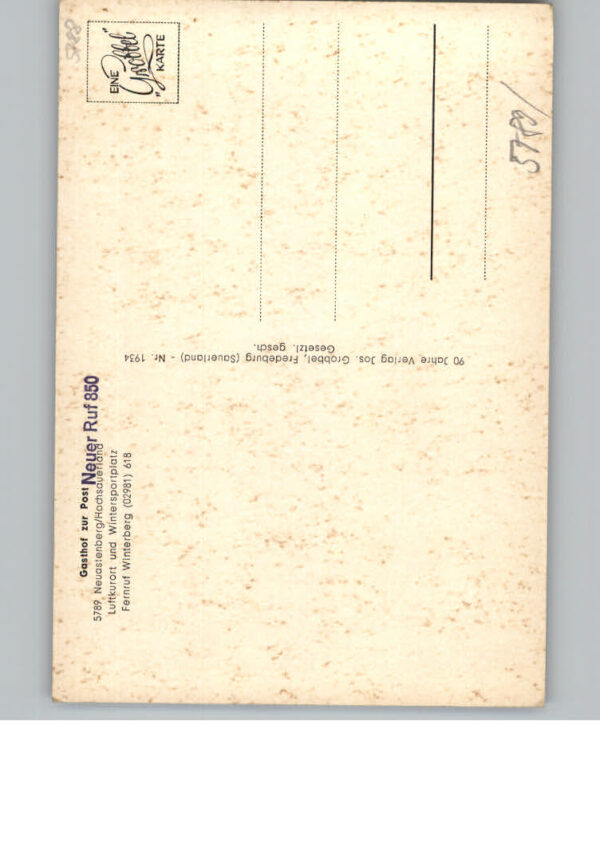 Gasthof zur Post
Neuer Ruf 850
5789 Neuastenberg/Hochsauerland
Luftkurort und Wintersportplatz
Fernruf Winterberg (02981) 618
90 Jahre Verlag Jos. Grobbel, Fredeburg (Sauerland) - Nr. 1934
Gesetzl. gesch.
EINE
"Grobbel"
KARTE
5789/